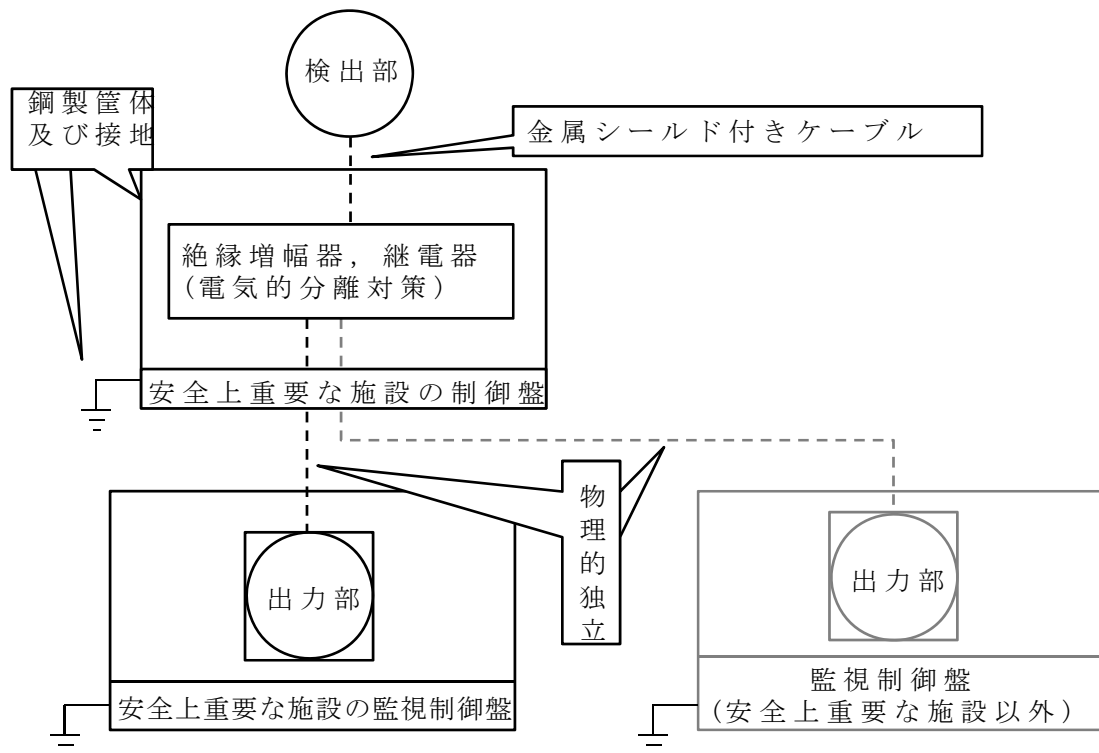 検出部
鋼製筐体
及び接地
金属シールド付きケーブル
絶縁増幅器，継電器
(電気的分離対策)
安全上重要な施設の制御盤
物理的独立
出力部
出力部
安全上重要な施設の監視制御盤
監視制御盤
(安全上重要な施設以外)